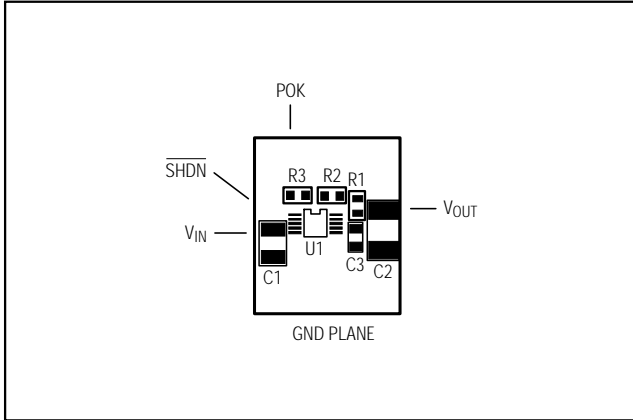 POK
SHDN
R3 R2 R1
VIN
VOUT
U1
C1
C3 C2
GND PLANE